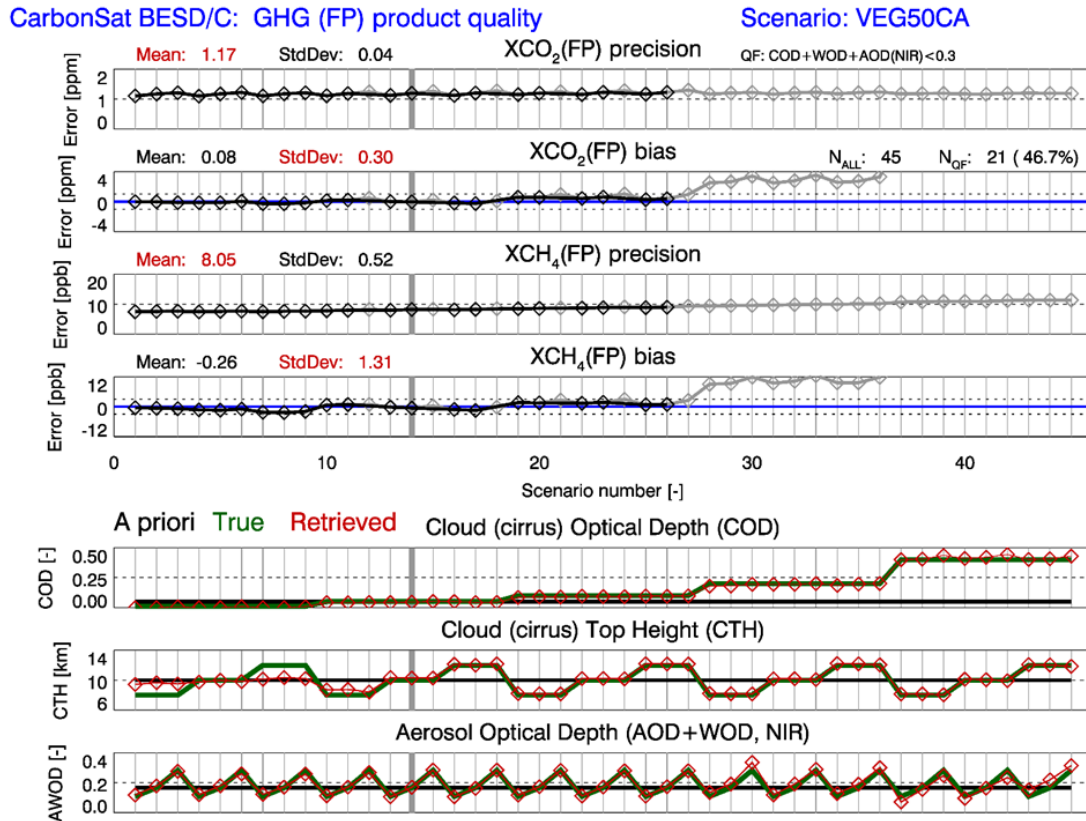 CarbonSat BESD/C: GHG (FP) product quality Scenario: VEG50CA
Mean: 1.17 StdDev: 0.04 XCO₂(FP) precision QF: COD+WOD+AOD(NIR)<0.3
Error [ppm]
2
1
0
Mean: 0.08 StdDev: 0.30 XCO₂(FP) bias N_ALL: 45 N_QF: 21 ( 46.7%)
Error [ppm]
4
0
-4
Mean: 8.05 StdDev: 0.52 XCH₄(FP) precision
Error [ppb]
20
10
0
Mean: -0.26 StdDev: 1.31 XCH₄(FP) bias
Error [ppb]
12
0
-12
0 10 20 30 40
Scenario number [-]
A priori True Retrieved Cloud (cirrus) Optical Depth (COD)
COD [-]
0.50
0.25
0.00
Cloud (cirrus) Top Height (CTH)
CTH [km]
14
10
6
Aerosol Optical Depth (AOD+WOD, NIR)
AWOD [-]
0.4
0.2
0.0